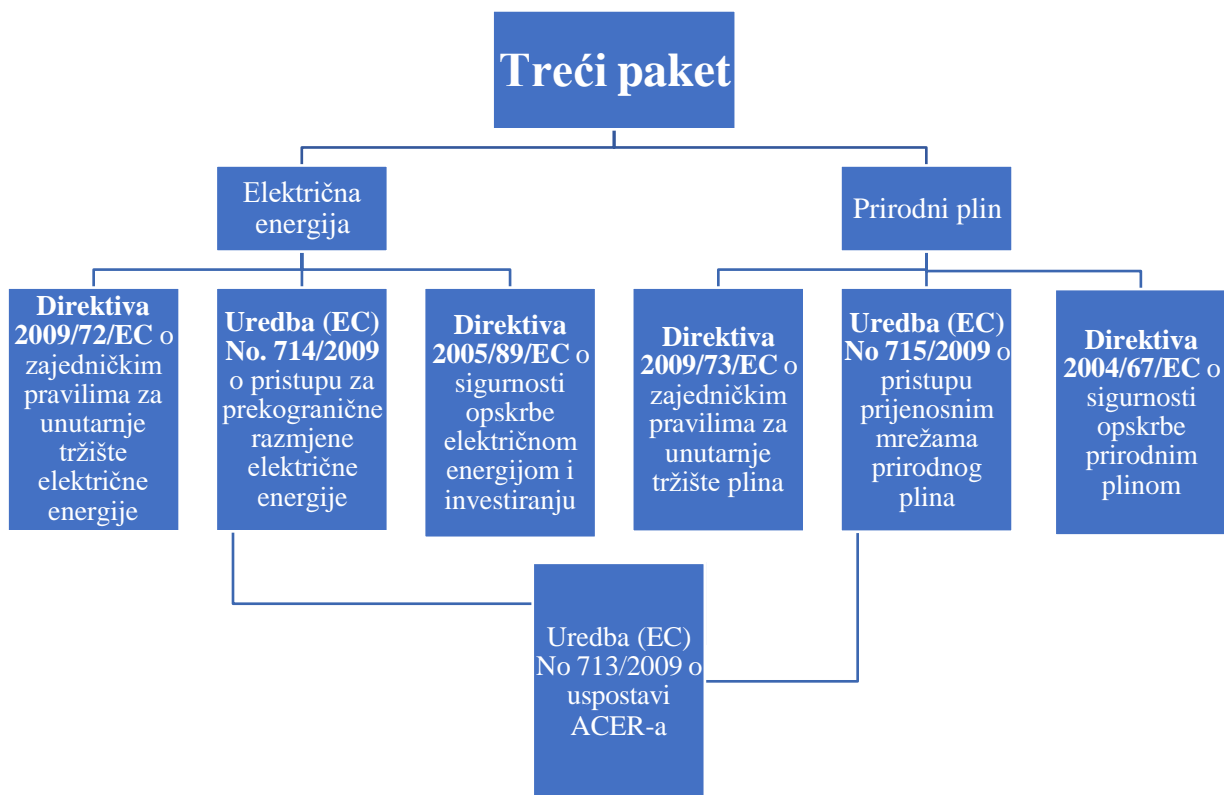 Treći paket
Električna
energija
Prirodni plin
Direktiva
2009/72/EC o
zajedničkim
pravilima za
unutarnje
tržište
električne
energije
Uredba (EC)
No. 714/2009
o pristupu za
prekogranične
razmjene
električne
energije
Direktiva
2005/89/EC o
sigurnosti
opskrbe
električnom
energijom i
investiranju
Direktiva
2009/73/EC o
zajedničkim
pravilima za
unutarnje
tržište plina
Uredba (EC)
No 715/2009 o
pristupu
prijenosnim
mrežama
prirodnog
plina
Direktiva
2004/67/EC o
sigurnosti
opskrbe
prirodnim
plinom
Uredba (EC)
No 713/2009 o
uspostavi
ACER-a